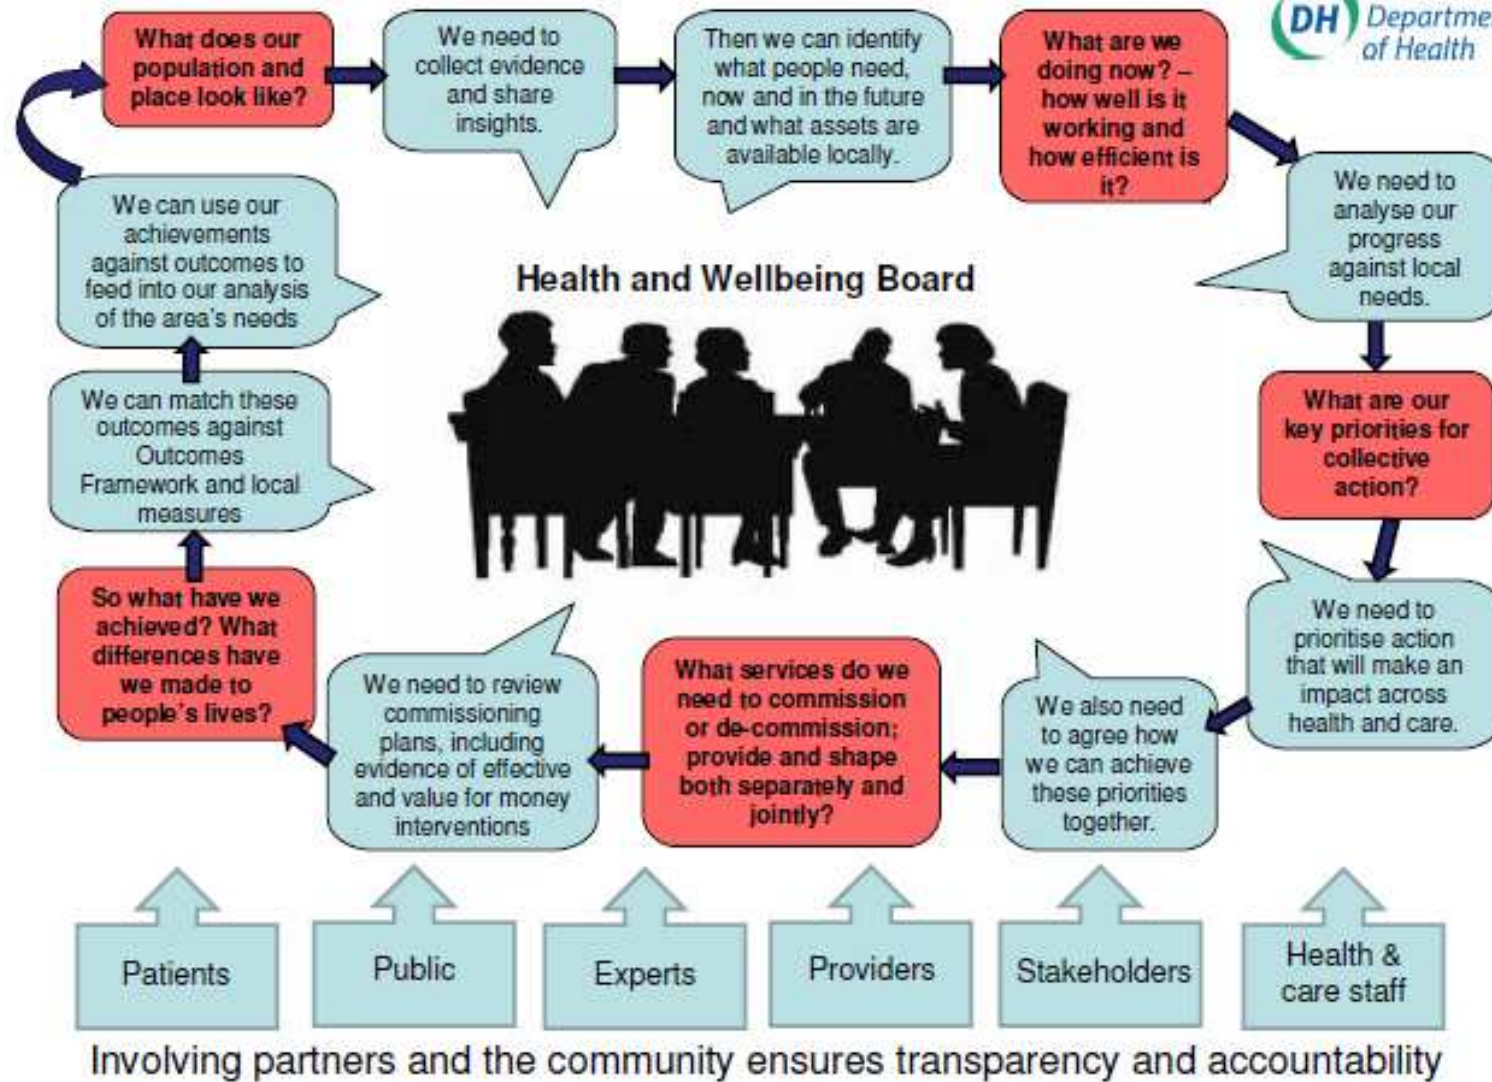 What does our
population and
place look like?
We need to
collect evidence
and share
insights.
Then we can identify
what people need,
now and in the future
and what assets are
available locally.
What are we
doing now? –
how well is it
working and
how efficient is
it?
DH
Departme
of Health
We need to
analyse our
progress
against local
needs.
What are our
key priorities for
collective
action?
We need to
prioritise action
that will make an
impact across
health and care.
We also need
to agree how
we can achieve
these priorities
together.
What services do we
need to commission
or de-commission;
provide and shape
both separately and
jointly?
We need to review
commissioning
plans, including
evidence of effective
and value for money
interventions
So what have we
achieved? What
differences have
we made to
people's lives?
We can match these
outcomes against
Outcomes
Framework and local
measures
We can use our
achievements
against outcomes to
feed into our analysis
of the area's needs
Health and Wellbeing Board
Patients
Public
Experts
Providers
Stakeholders
Health &
care staff
Involving partners and the community ensures transparency and accountability